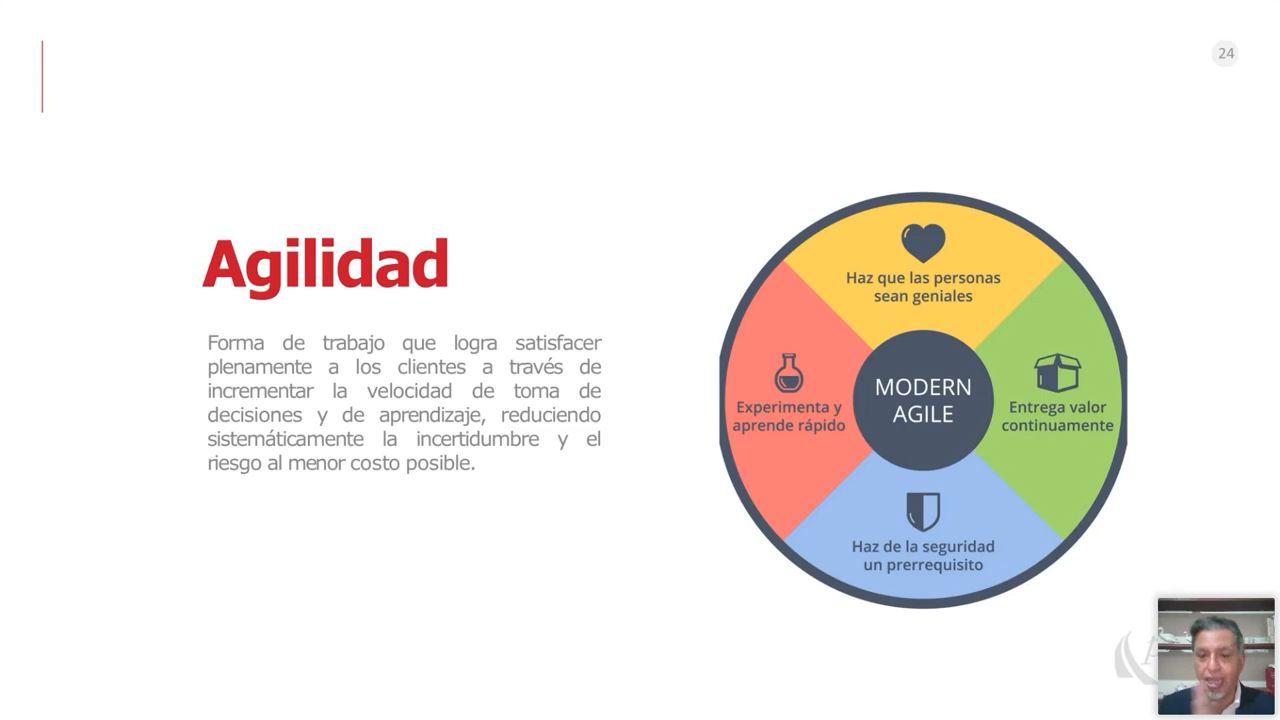 24
Agilidad
Forma de trabajo que logra satisfacer
plenamente a los clientes a través de
incrementar la velocidad de toma de
decisiones y de aprendizaje, reduciendo
sistemáticamente la incertidumbre y el
riesgo al menor costo posible.
Haz que las personas
sean geniales
Experimenta y
aprende rápido
MODERN
AGILE
Entrega valor
continuamente
Haz de la seguridad
un prerrequisito